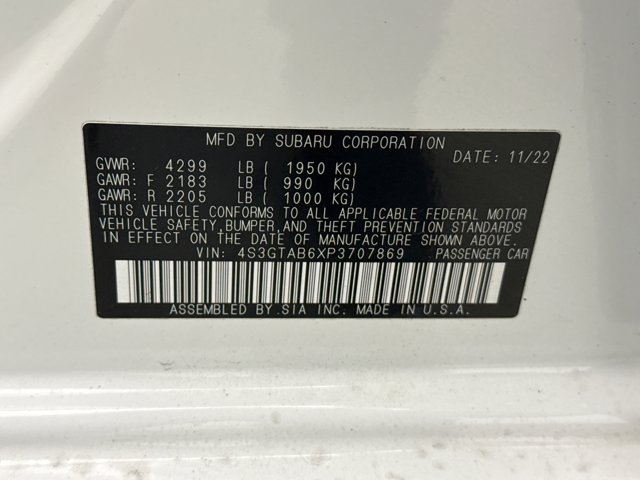 MFD BY SUBARU CORPORATION
DATE: 11/22
GVWR: 4299 LB ( 1950 KG)
GAWR: F 2183 LB ( 990 KG)
GAWR: R 2205 LB ( 1000 KG)
THIS VEHICLE CONFORMS TO ALL APPLICABLE FEDERAL MOTOR
VEHICLE SAFETY,BUMPER,AND THEFT PREVENTION STANDARDS
IN EFFECT ON THE DATE OF MANUFACTURE SHOWN ABOVE.
VIN: 4S3GTAB6XP3707869 PASSENGER CAR
ASSEMBLED BY SIA INC. MADE IN U.S.A.